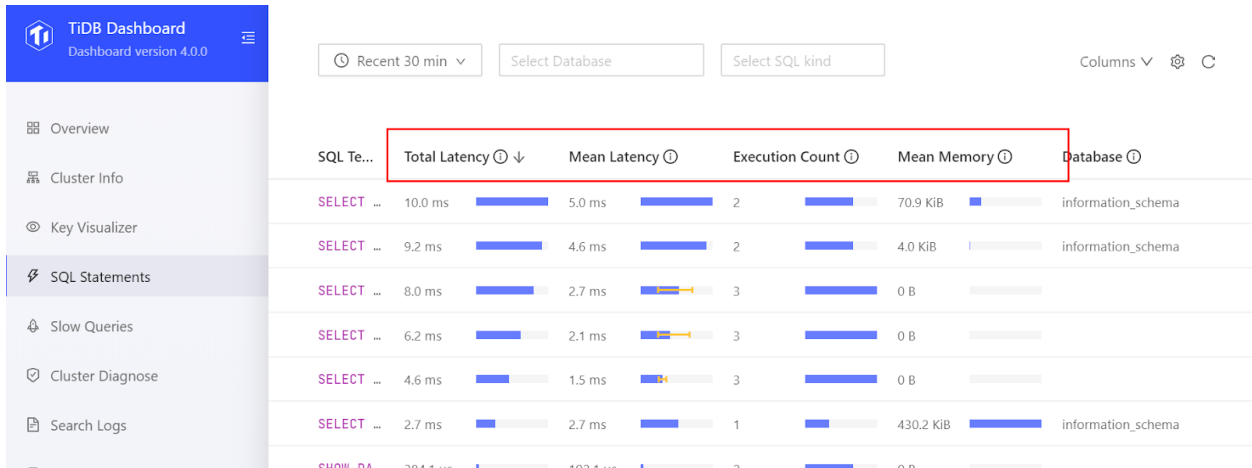 TiDB Dashboard
Dashboard version 4.0.0
Recent 30 min
Select Database
Select SQL kind
Columns
Overview
Cluster Info
Key Visualizer
SQL Statements
Slow Queries
Cluster Diagnose
Search Logs
SQL Te... Total Latency Mean Latency Execution Count Mean Memory Database
SELECT … 10.0 ms 5.0 ms 2 70.9 KiB information_schema
SELECT … 9.2 ms 4.6 ms 2 4.0 KiB information_schema
SELECT … 8.0 ms 2.7 ms 3 0 B
SELECT … 6.2 ms 2.1 ms 3 0 B
SELECT … 4.6 ms 1.5 ms 3 0 B
SELECT … 2.7 ms 2.7 ms 1 430.2 KiB information_schema